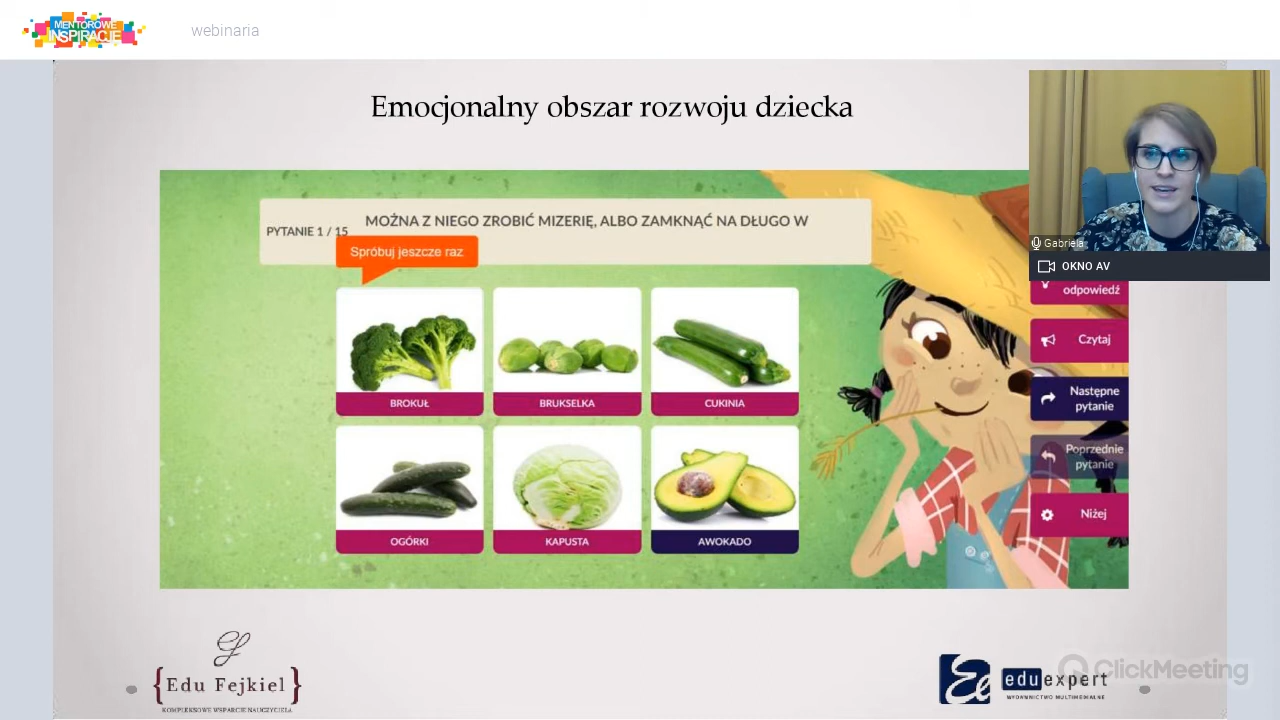 MENTOROWE
INSPIRACJE
webinaria
Emocjonalny obszar rozwoju dziecka
MOŻNA Z NIEGO ZROBIĆ MIZERIĘ, ALBO ZAMKNĄĆ NA DŁUGO W
PYTANIE 1 / 15
Spróbuj jeszcze raz
Gabriela
OKNO AV
odpowiedź
Czytaj
Następne
pytanie
Poprzednie
pytanie
Niżej
BROKUŁ
BRUKSELKA
CUKINIA
OGÓRKI
KAPUSTA
AWOKADO
{Edu Fejkiel}
KOMPLEKSOWE WSPARCIE NAUCZYCIELA
eduexpert
WYDAWNICTWO MULTIMEDIALNE
ClickMeeting